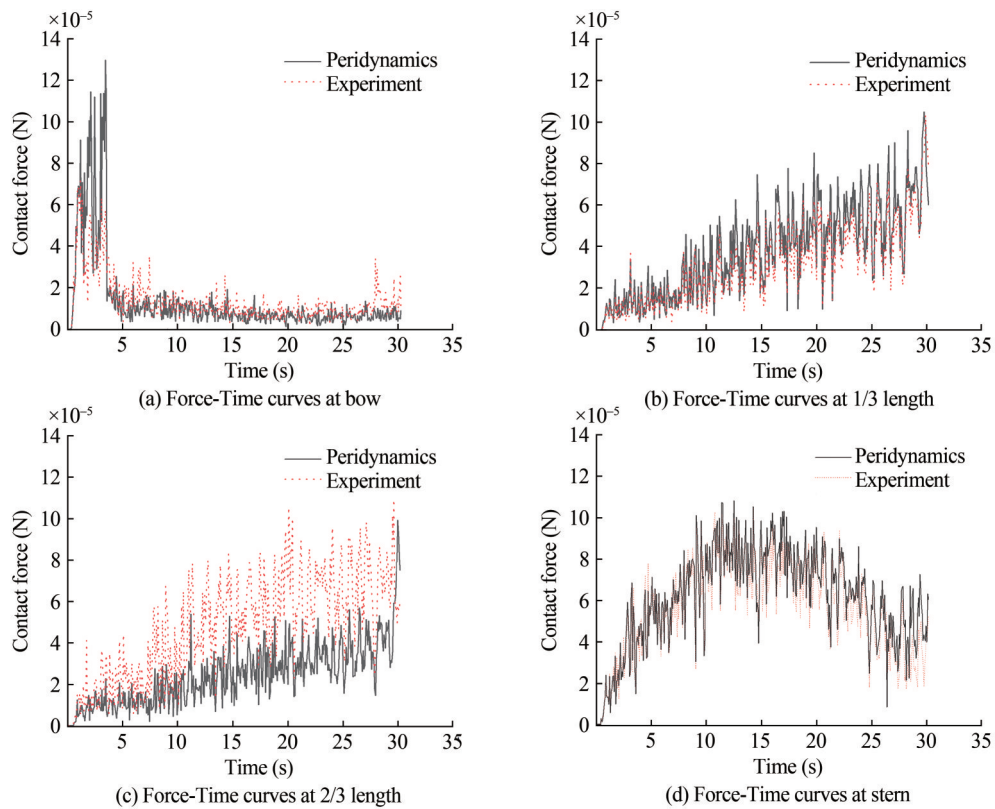 ×10⁻⁵
14
12
10
8
6
4
2
0
Contact force (N)
Peridynamics
Experiment
5 10 15 20 25 30 35
Time (s)
(a) Force-Time curves at bow
×10⁻⁵
14
12
10
8
6
4
2
0
Contact force (N)
Peridynamics
Experiment
5 10 15 20 25 30 35
Time (s)
(b) Force-Time curves at 1/3 length
×10⁻⁵
14
12
10
8
6
4
2
0
Contact force (N)
Peridynamics
Experiment
5 10 15 20 25 30 35
Time (s)
(c) Force-Time curves at 2/3 length
×10⁻⁵
14
12
10
8
6
4
2
0
Contact force (N)
Peridynamics
Experiment
5 10 15 20 25 30 35
Time (s)
(d) Force-Time curves at stern